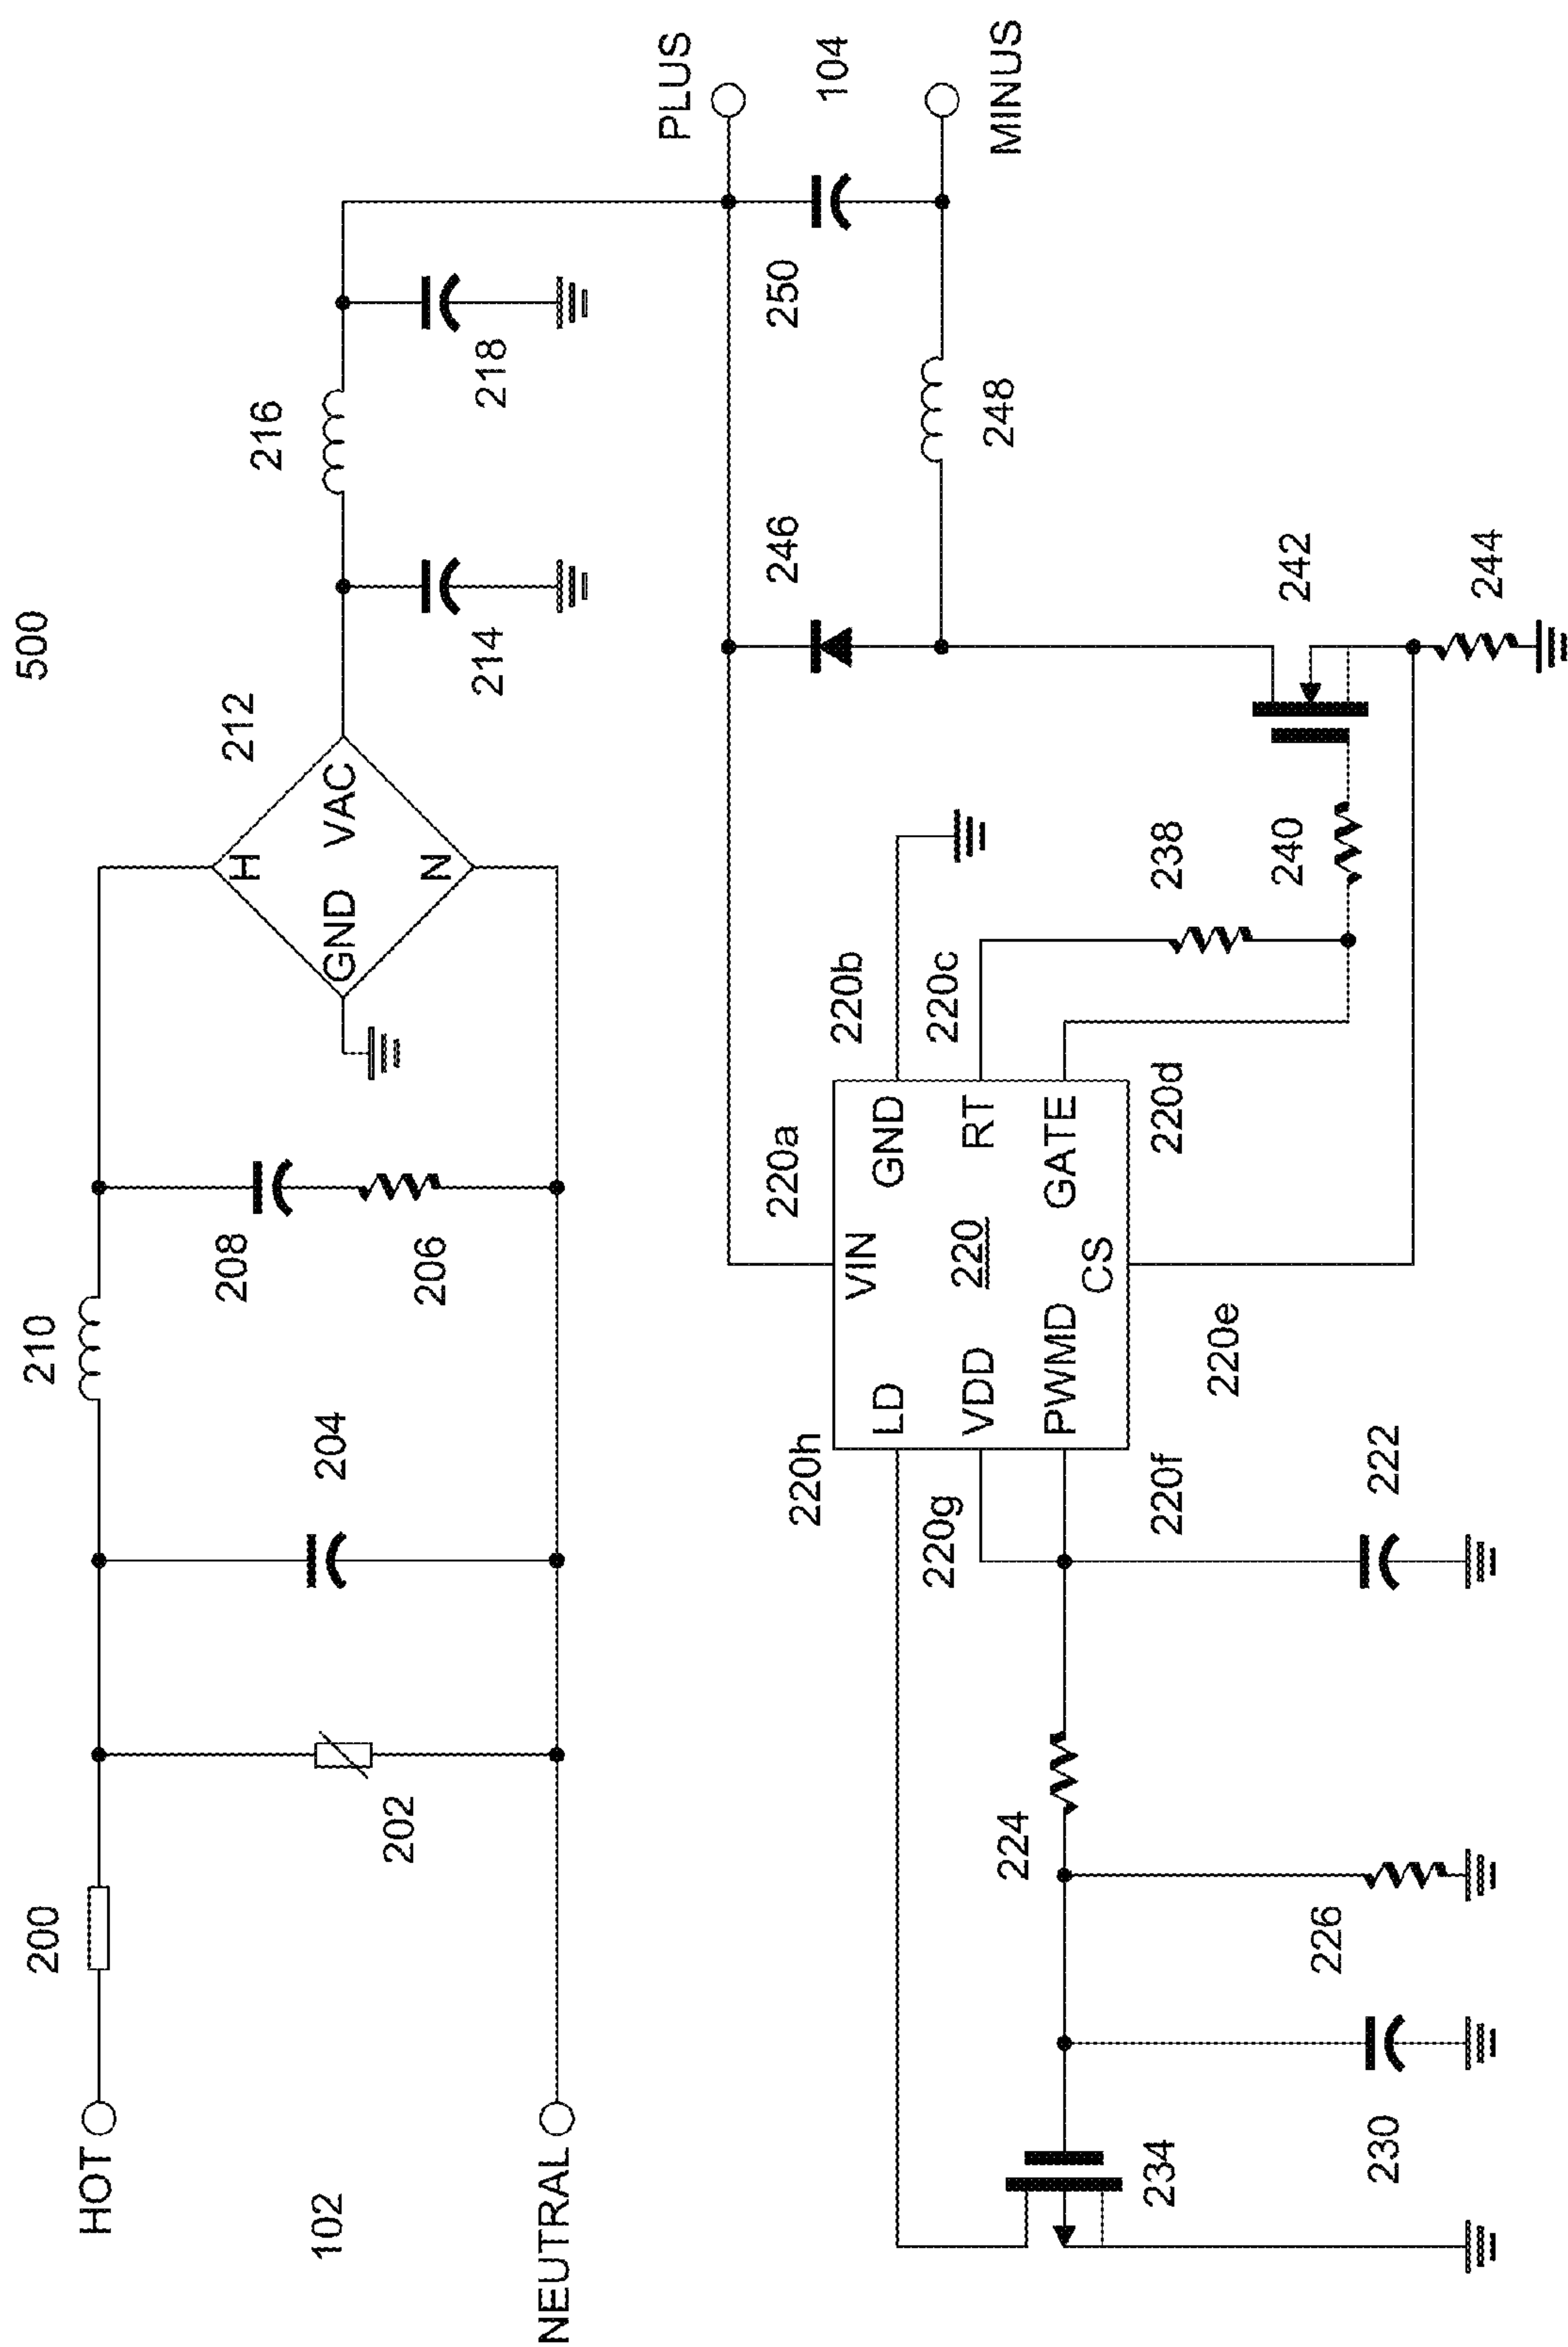 500
HOT
200
210
212
216
202
204
208
206
H
GND VAC
N
214
218
102
NEUTRAL
PLUS
104
MINUS
250
246
248
220a
220b
220c
220d
220e
220f
220g
220h
VIN
LD
GND
VDD
220
RT
PWMD
GATE
CS
238
240
242
244
224
222
226
230
234